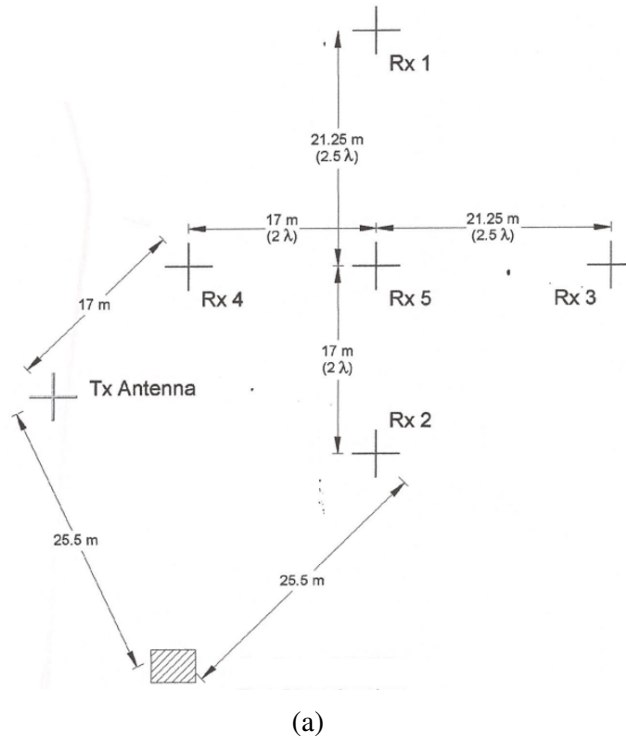 Rx 1
21.25 m
(2.5 λ)
17 m
(2 λ)
21.25 m
(2.5 λ)
Rx 4
Rx 5
Rx 3
17 m
17 m
(2 λ)
Tx Antenna
Rx 2
25.5 m
25.5 m
(a)